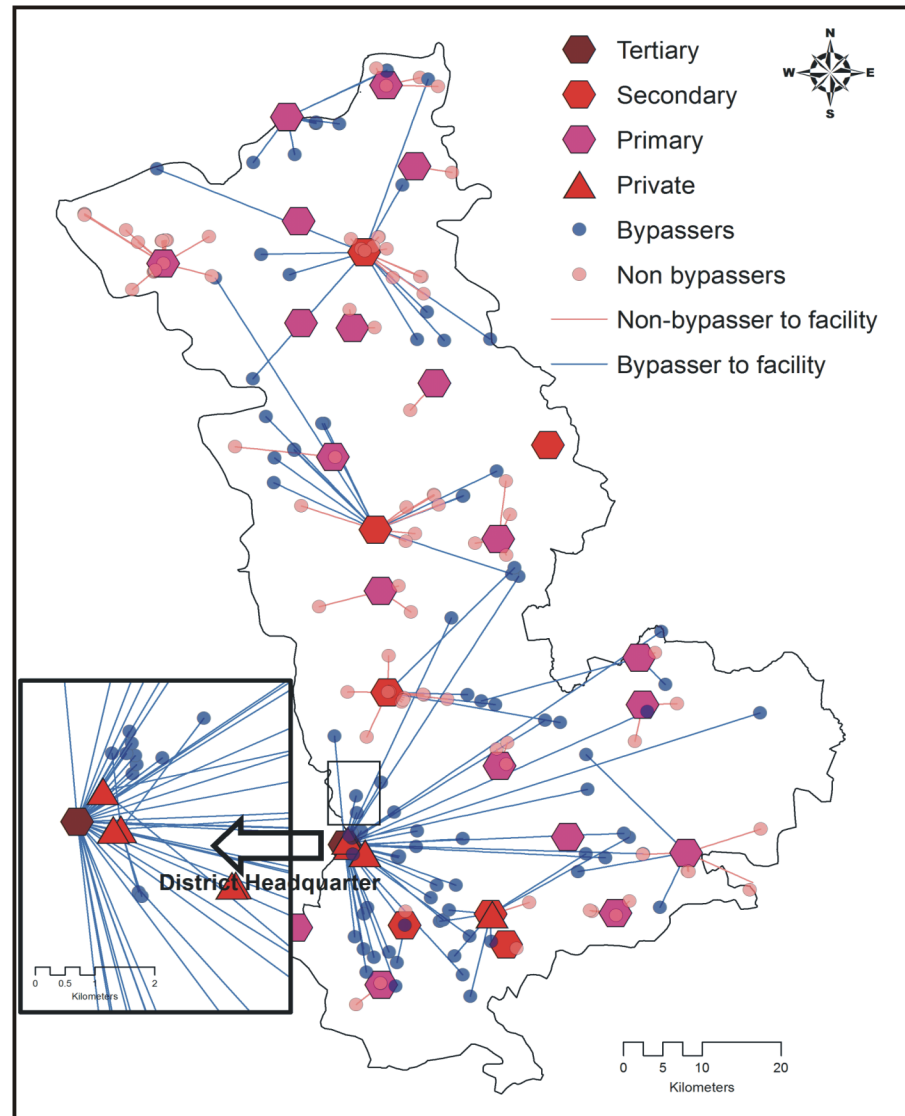 N
W E
S
Tertiary
Secondary
Primary
Private
Bypassers
Non bypassers
Non-bypasser to facility
Bypasser to facility
District Headquarter
0 0.5 1 2
Kilometers
0 5 10 20
Kilometers